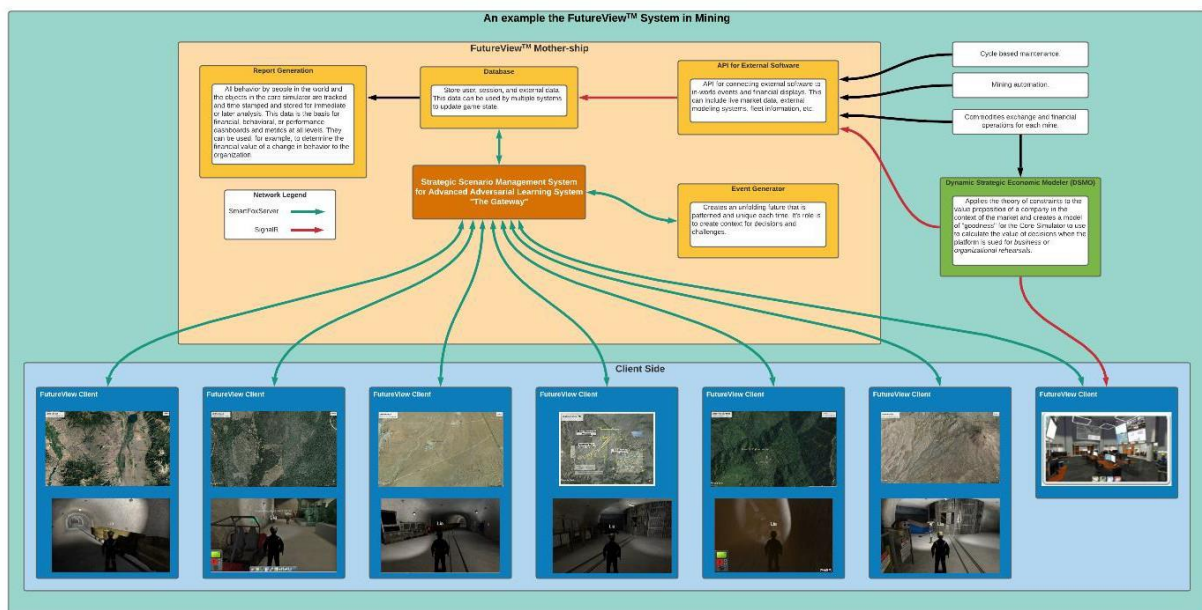 An example the FutureView™ System in Mining
FutureView™ Mother-ship
Report Generation
All behavior by people in the world and
the objects in the core simulator are tracked
and time stamped and stored for immediate
or later analysis. This data is the basis for
financial, behavioral, or performance
dashboards and metrics at all levels. They
can be used, for example, to determine the
financial value of a change in behavior to the
organization.
Database
Store user, session, and external data.
This data can be used by multiple systems
to update game state.
API for External Software
API for connecting external software to
in-world events and financial displays. This
can include live market data, external
modeling systems, fleet information, etc.
Cycle based maintenance.
Mining automation.
Commodities exchange and financial
operations for each mine.
Network Legend
SmartFoxServer
SignalR
Strategic Scenario Management System
for Advanced Adversarial Learning System
"The Gateway"
Event Generator
Creates an unfolding future that is
patterned and unique each time. It's role is
to create context for decisions and
challenges.
Dynamic Strategic Economic Modeler (DSMO)
Applies the theory of constraints to the
value proposition of a company in the
context of the market and creates a model
of "goodness" for the Core Simulator to use
to calculate the value of decisions when the
platform is sued for business or
organizational rehearsals.
Client Side
FutureView Client
FutureView Client
FutureView Client
FutureView Client
FutureView Client
FutureView Client
FutureView Client